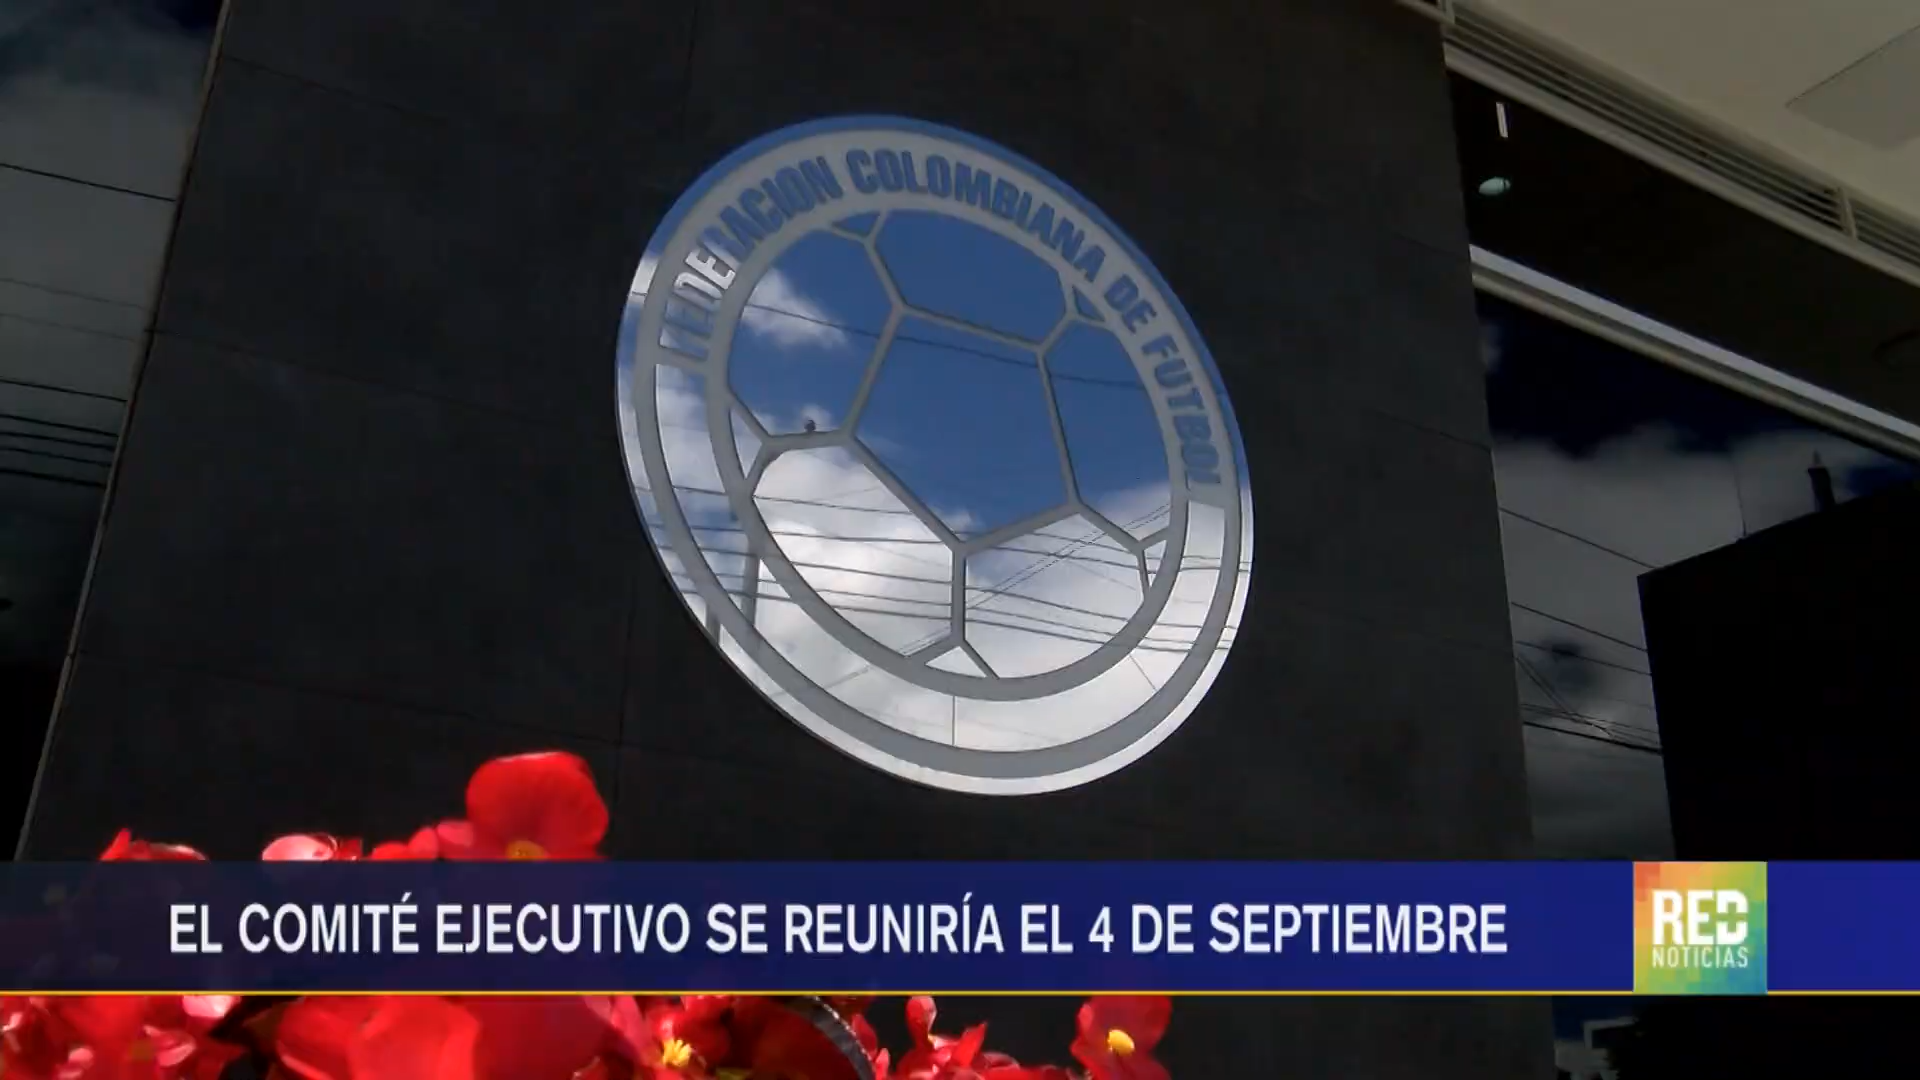 FEDERACION COLOMBIANA DE FUTBOL
EL COMITÉ EJECUTIVO SE REUNIRÍA EL 4 DE SEPTIEMBRE
RED
NOTICIAS